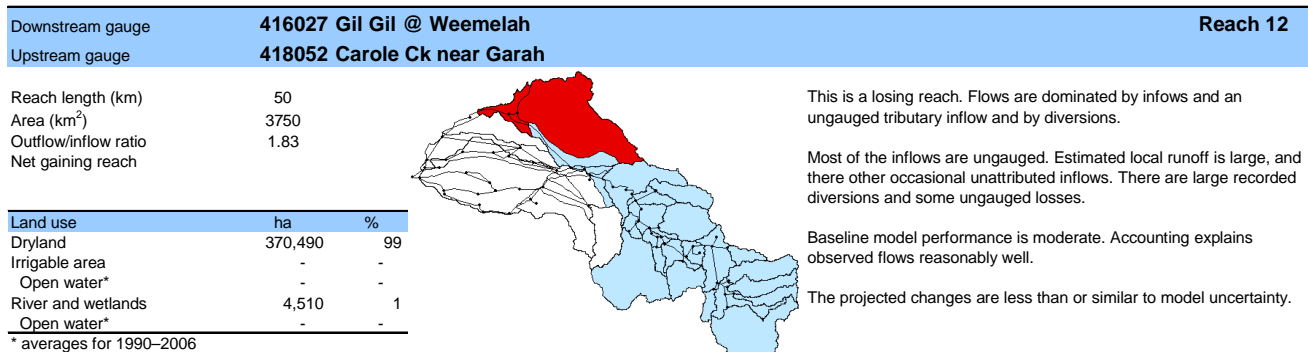 Downstream gauge 416027 Gil Gil @ Weemelah Reach 12
Upstream gauge 418052 Carole Ck near Garah
Reach length (km) 50
Area (km2) 3750
Outflow/inflow ratio 1.83
Net gaining reach
Land use ha %
Dryland 370,490 99
Irrigable area - -
Open water* - -
River and wetlands 4,510 1
Open water* - -
* averages for 1990–2006
This is a losing reach. Flows are dominated by infows and an
ungauged tributary inflow and by diversions.
Most of the inflows are ungauged. Estimated local runoff is large, and
there other occasional unattributed inflows. There are large recorded
diversions and some ungauged losses.
Baseline model performance is moderate. Accounting explains
observed flows reasonably well.
The projected changes are less than or similar to model uncertainty.